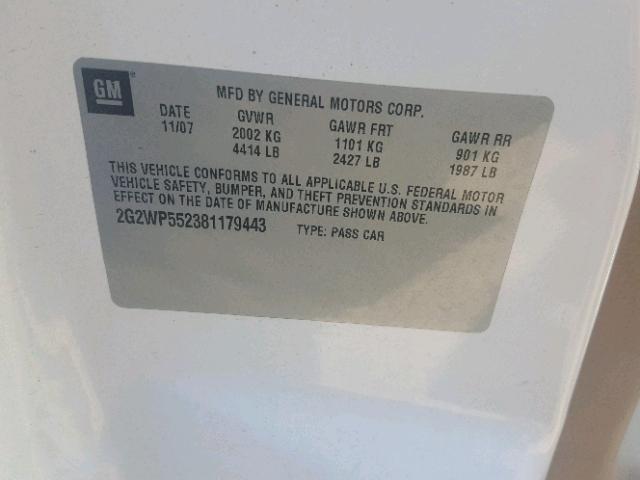 GM®
MFD BY GENERAL MOTORS CORP.
DATE GVWR GAWR FRT GAWR RR
11/07 2002 KG 1101 KG 901 KG
4414 LB 2427 LB 1987 LB
THIS VEHICLE CONFORMS TO ALL APPLICABLE U.S. FEDERAL MOTOR
VEHICLE SAFETY, BUMPER, AND THEFT PREVENTION STANDARDS IN
EFFECT ON THE DATE OF MANUFACTURE SHOWN ABOVE.
2G2WP552381179443 TYPE: PASS CAR